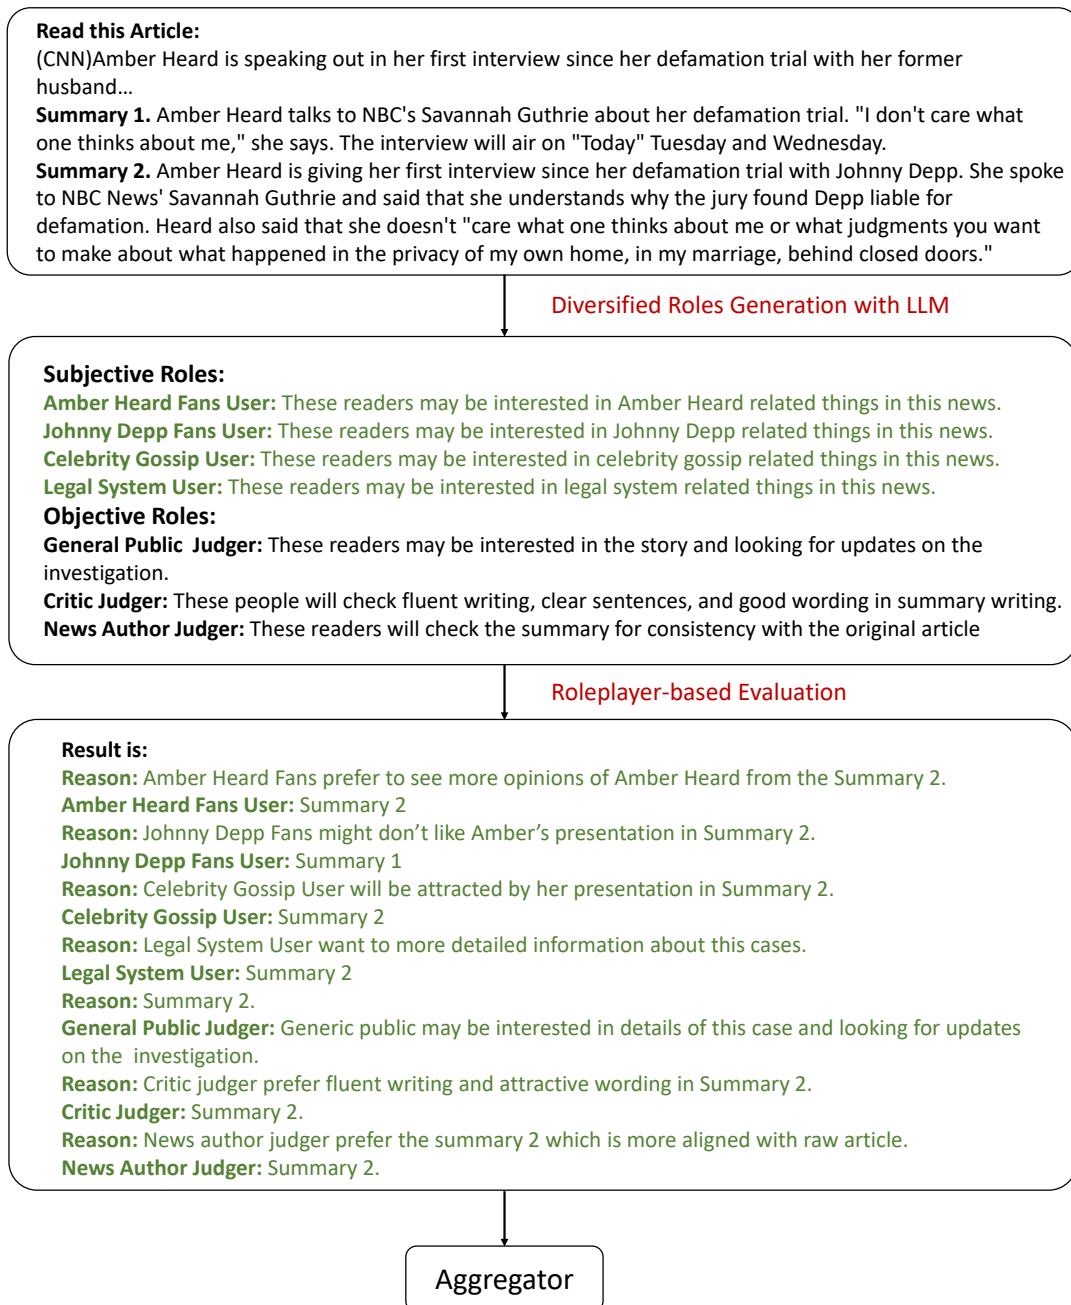 Read this Article:
(CNN)Amber Heard is speaking out in her first interview since her defamation trial with her former
husband…
Summary 1. Amber Heard talks to NBC's Savannah Guthrie about her defamation trial. "I don't care what
one thinks about me," she says. The interview will air on "Today" Tuesday and Wednesday.
Summary 2. Amber Heard is giving her first interview since her defamation trial with Johnny Depp. She spoke
to NBC News' Savannah Guthrie and said that she understands why the jury found Depp liable for
defamation. Heard also said that she doesn't "care what one thinks about me or what judgments you want
to make about what happened in the privacy of my own home, in my marriage, behind closed doors."
Diversified Roles Generation with LLM
Subjective Roles:
Amber Heard Fans User: These readers may be interested in Amber Heard related things in this news.
Johnny Depp Fans User: These readers may be interested in Johnny Depp related things in this news.
Celebrity Gossip User: These readers may be interested in celebrity gossip related things in this news.
Legal System User: These readers may be interested in legal system related things in this news.
Objective Roles:
General Public  Judger: These readers may be interested in the story and looking for updates on the
investigation.
Critic Judger: These people will check fluent writing, clear sentences, and good wording in summary writing.
News Author Judger: These readers will check the summary for consistency with the original article
Roleplayer-based Evaluation
Result is:
Reason: Amber Heard Fans prefer to see more opinions of Amber Heard from the Summary 2.
Amber Heard Fans User: Summary 2
Reason: Johnny Depp Fans might don’t like Amber’s presentation in Summary 2.
Johnny Depp Fans User: Summary 1
Reason: Celebrity Gossip User will be attracted by her presentation in Summary 2.
Celebrity Gossip User: Summary 2
Reason: Legal System User want to more detailed information about this cases.
Legal System User: Summary 2
Reason: Summary 2.
General Public Judger: Generic public may be interested in details of this case and looking for updates
on the  investigation.
Reason: Critic judger prefer fluent writing and attractive wording in Summary 2.
Critic Judger: Summary 2.
Reason: News author judger prefer the summary 2 which is more aligned with raw article.
News Author Judger: Summary 2.
Aggregator